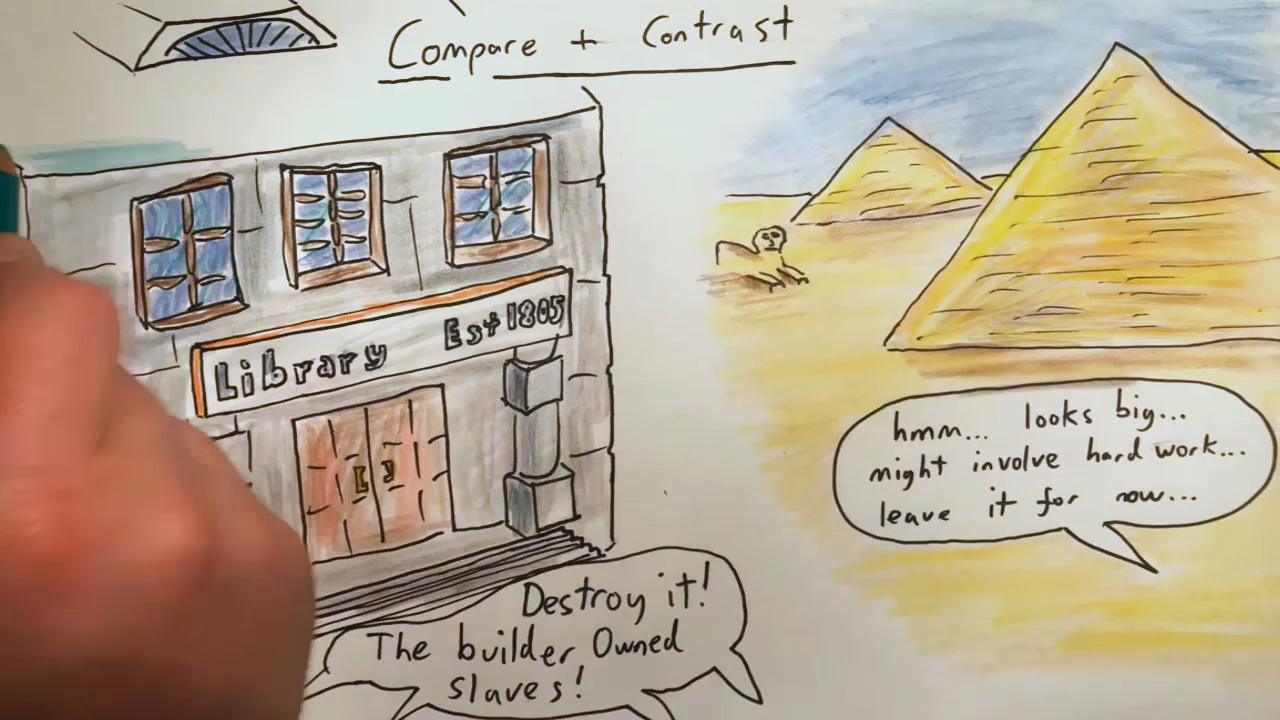 Compare + Contrast
Library Est 1805
hmm... looks big...
might involve hard work...
leave it for now...
Destroy it!
The builder Owned
slaves!